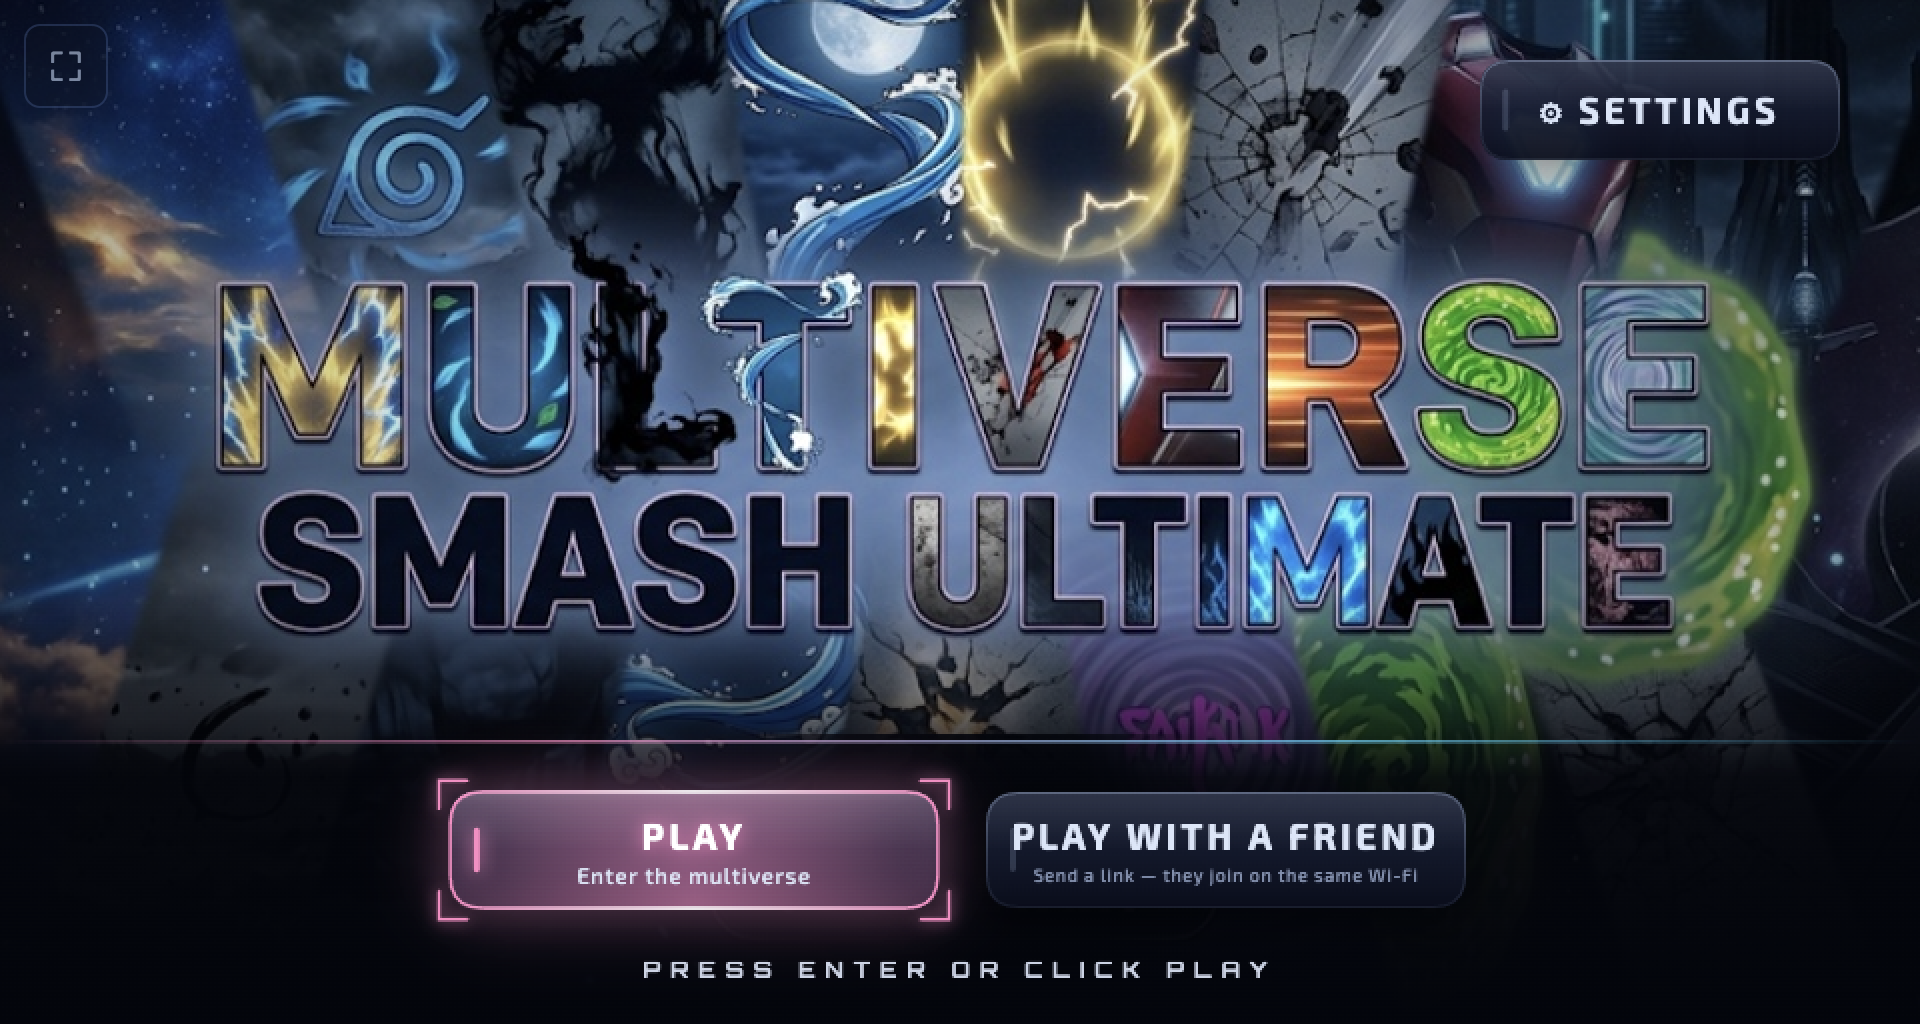 ⚙ SETTINGS
MULTIVERSE
SMASH ULTIMATE
SAIKI K
PLAY
Enter the multiverse
PLAY WITH A FRIEND
Send a link — they join on the same Wi-Fi
PRESS ENTER OR CLICK PLAY